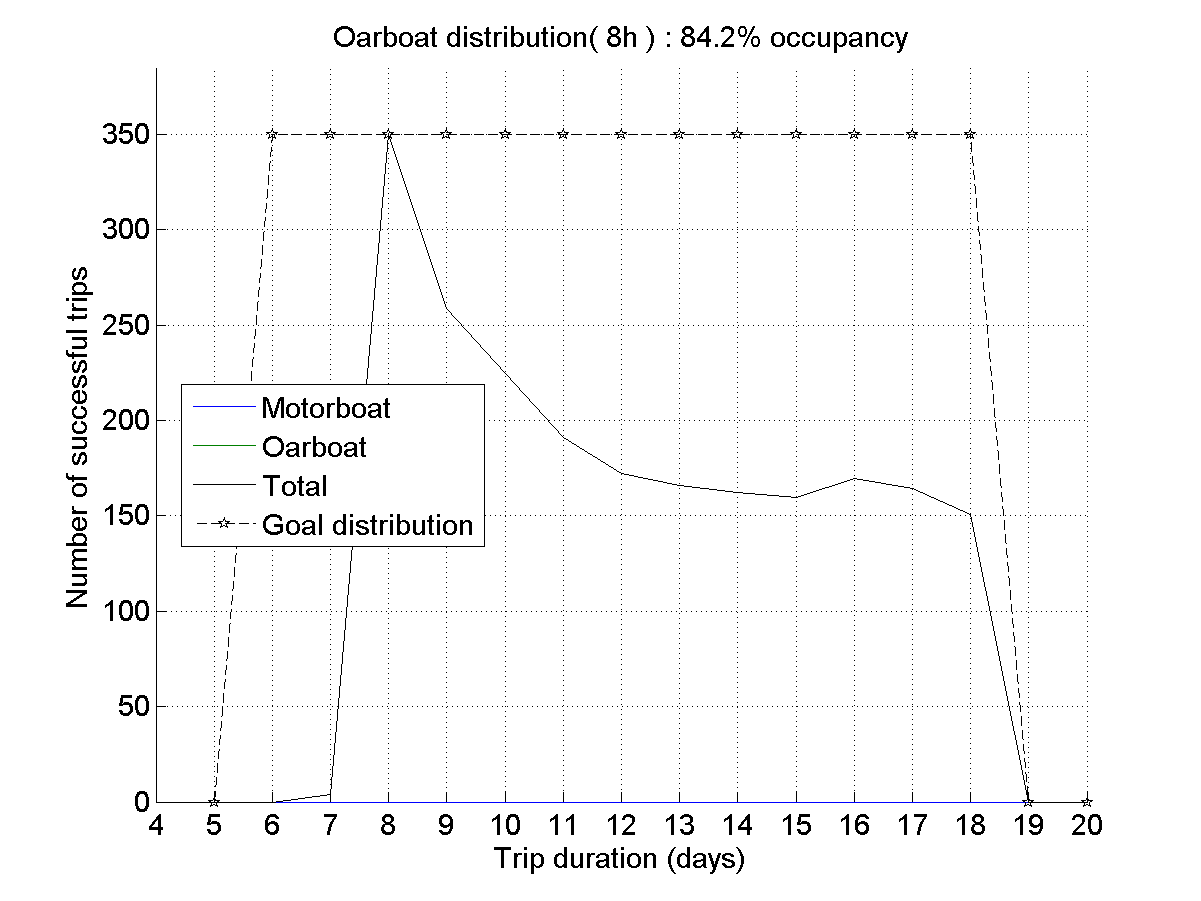 Oarboat distribution( 8h ) : 84.2% occupancy
Number of successful trips
350
300
250
200
150
100
50
0
Motorboat
Oarboat
Total
Goal distribution
4 5 6 7 8 9 10 11 12 13 14 15 16 17 18 19 20
Trip duration (days)